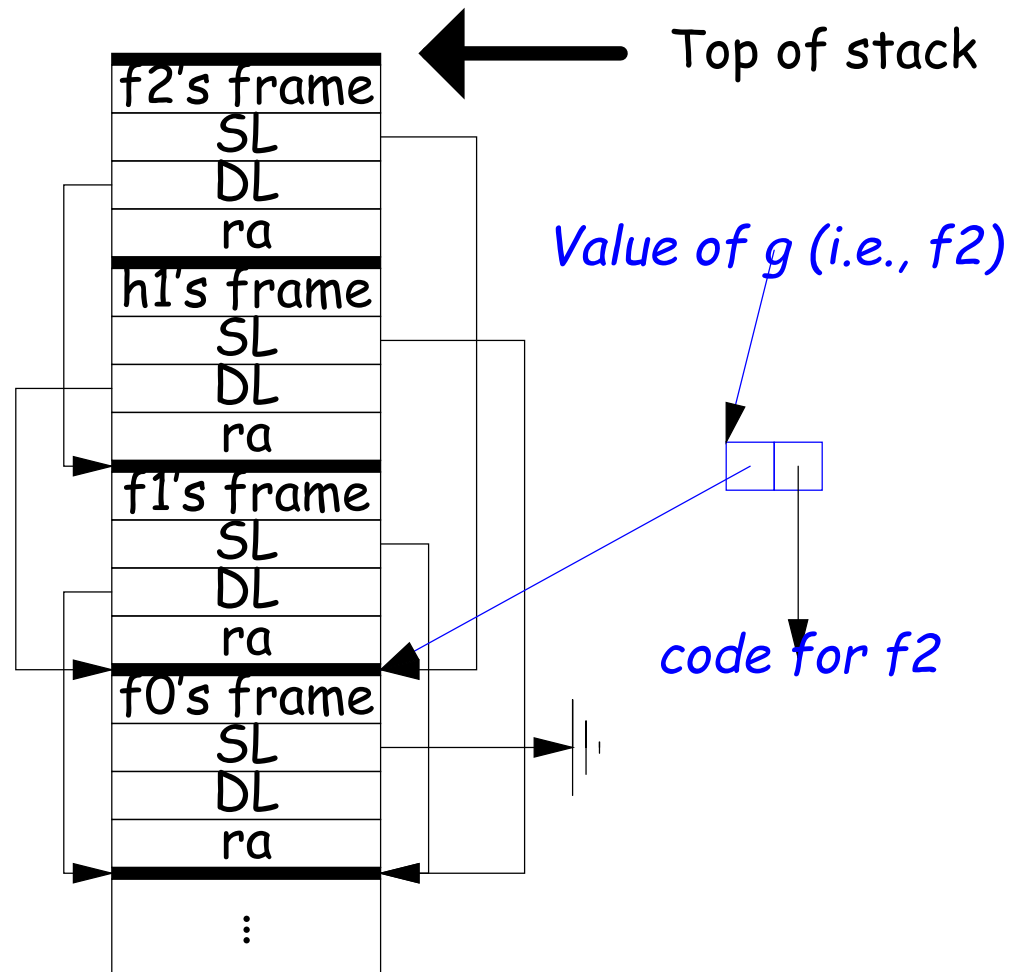 Top of stack
f2's frame
SL
DL
ra
h1's frame
SL
DL
ra
f1's frame
SL
DL
ra
f0's frame
SL
DL
ra
⋮
Value of g (i.e., f2)
code for f2